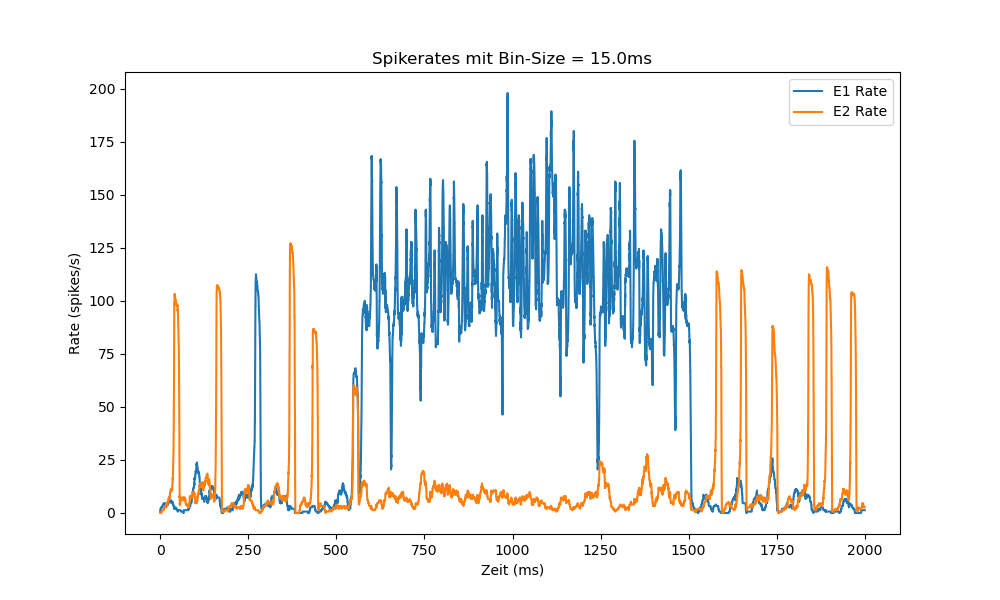 Spikerates mit Bin-Size = 15.0ms
E1 Rate
E2 Rate
200
175
150
125
100
75
50
25
0
Rate (spikes/s)
0 250 500 750 1000 1250 1500 1750 2000
Zeit (ms)